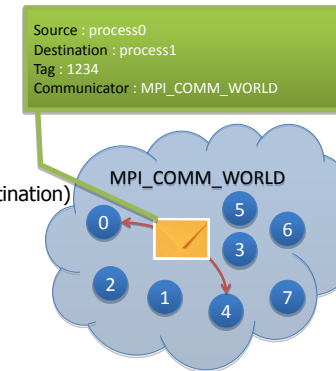 Source : process0
Destination : process1
Tag : 1234
Communicator : MPI_COMM_WORLD
MPI_COMM_WORLD
tination)
0
5
6
3
2
1
4
7